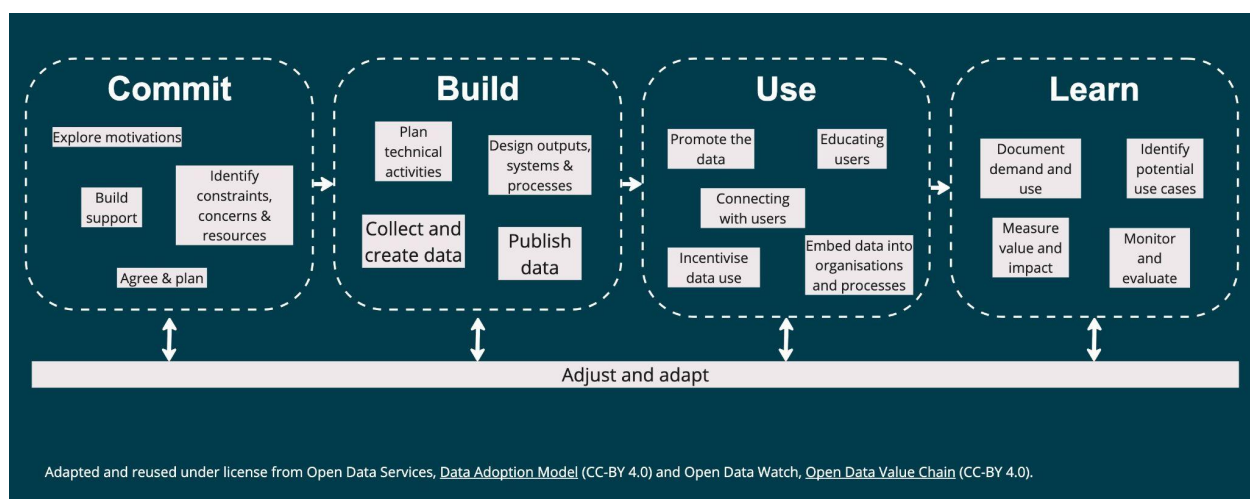 Commit
Explore motivations
Build
support
Identify
constraints,
concerns &
resources
Agree & plan
Build
Plan
technical
activities
Design outputs,
systems &
processes
Collect and
create data
Publish
data
Use
Promote the
data
Educating
users
Connecting
with users
Incentivise
data use
Embed data into
organisations
and processes
Learn
Document
demand and
use
Identify
potential
use cases
Measure
value and
impact
Monitor
and
evaluate
Adjust and adapt
Adapted and reused under license from Open Data Services, Data Adoption Model (CC-BY 4.0) and Open Data Watch, Open Data Value Chain (CC-BY 4.0).